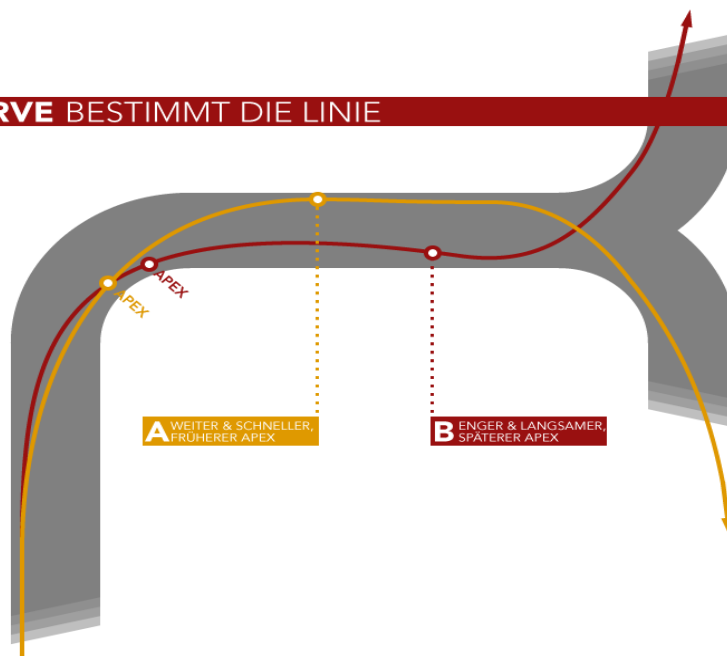 RVE BESTIMMT DIE LINIE
APEX
APEX
A WEITER & SCHNELLER,
FRÜHERER APEX
B ENGER & LANGSAMER,
SPÄTERER APEX